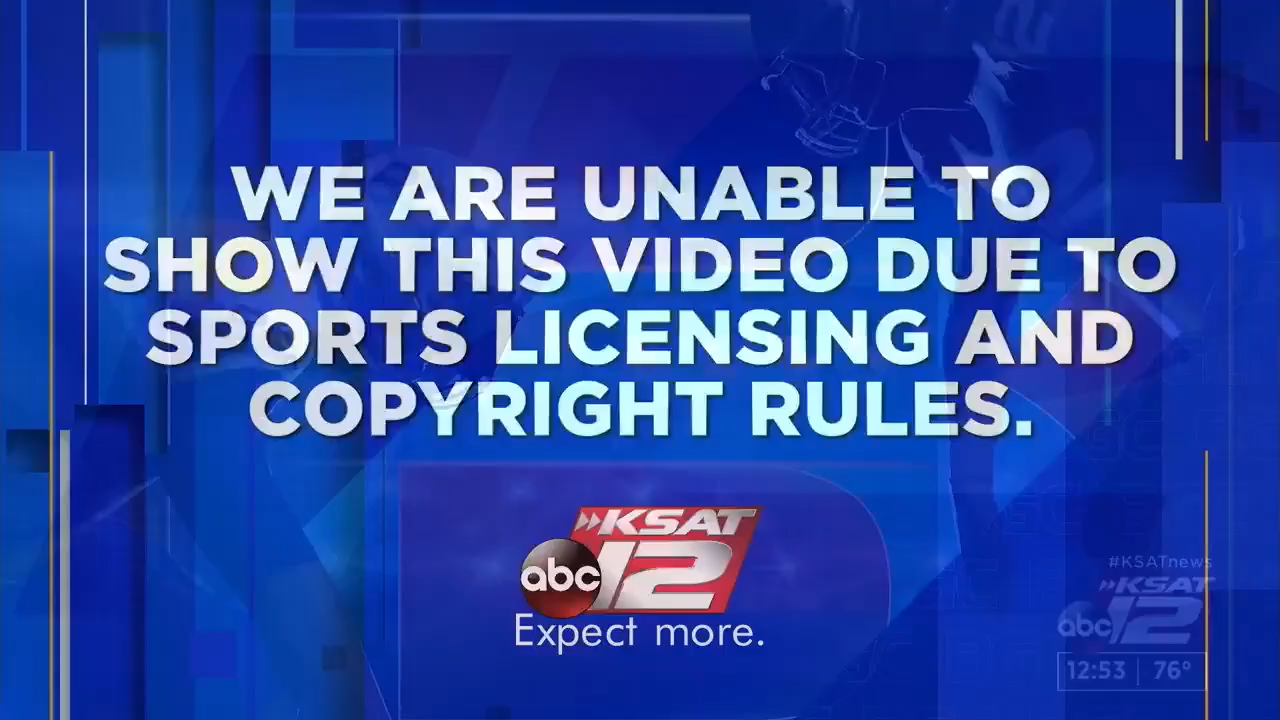 WE ARE UNABLE TO
SHOW THIS VIDEO DUE TO
SPORTS LICENSING AND
COPYRIGHT RULES.
KSAT
abc 12
Expect more.
#KSATnews
KSAT
abc 12
12:53 76°